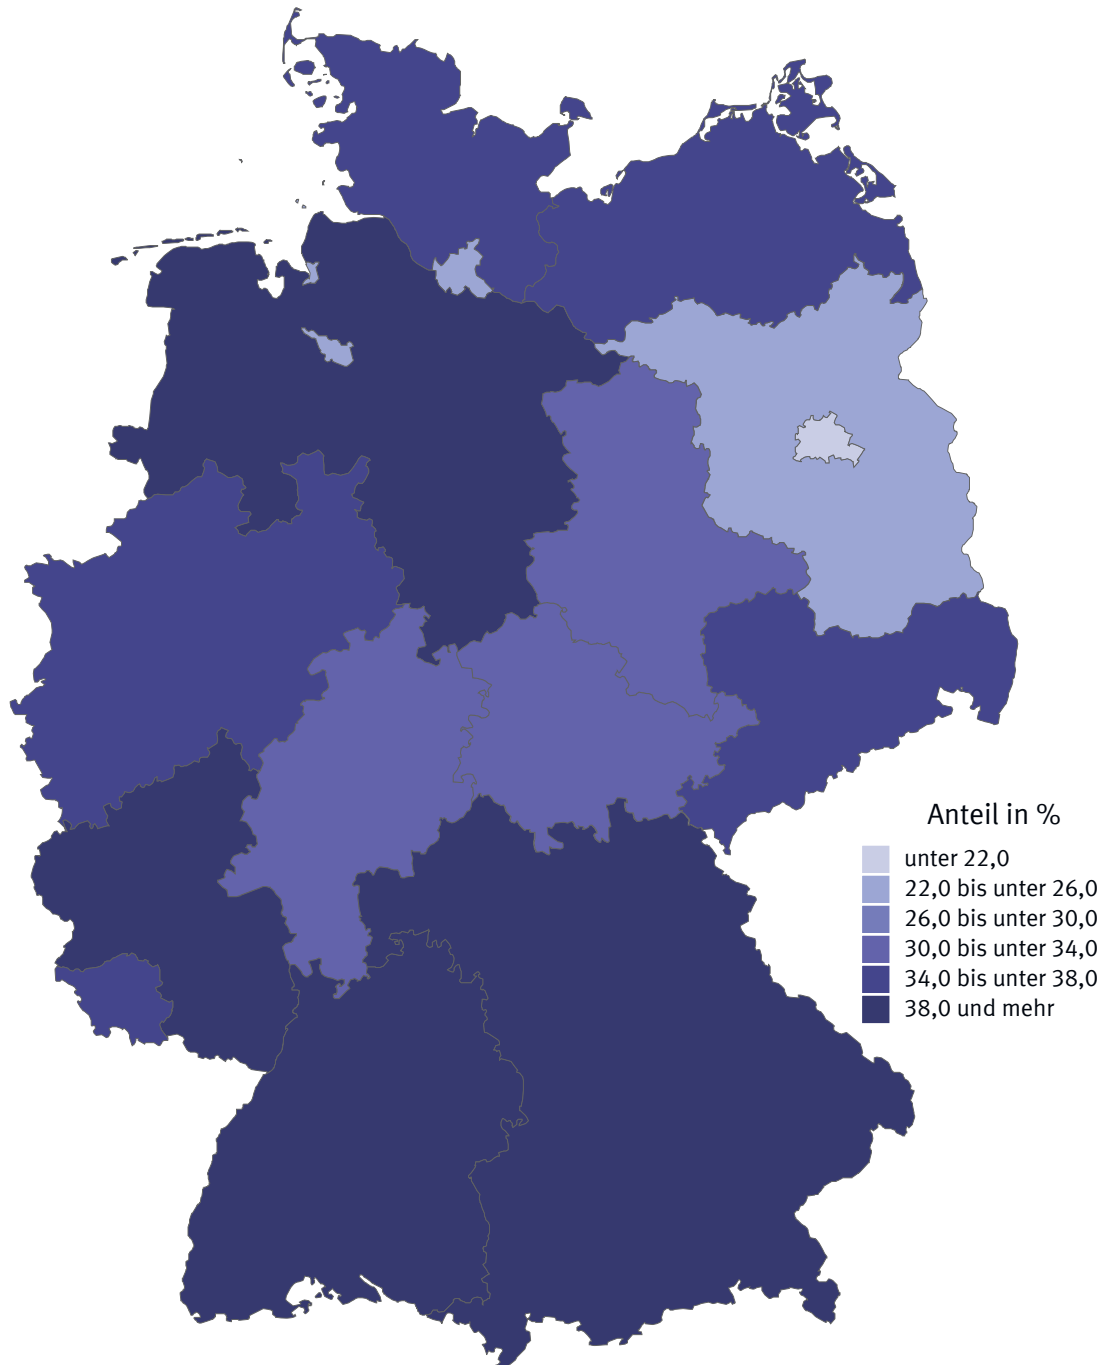 Anteil in %
unter 22,0
22,0 bis unter 26,0
26,0 bis unter 30,0
30,0 bis unter 34,0
34,0 bis unter 38,0
38,0 und mehr